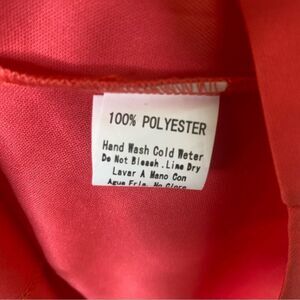 100% POLYESTER
Hand Wash Cold Water
Do Not Bleach . Line Dry
Lavar A Mano Con
Agua Fria. No Cloro